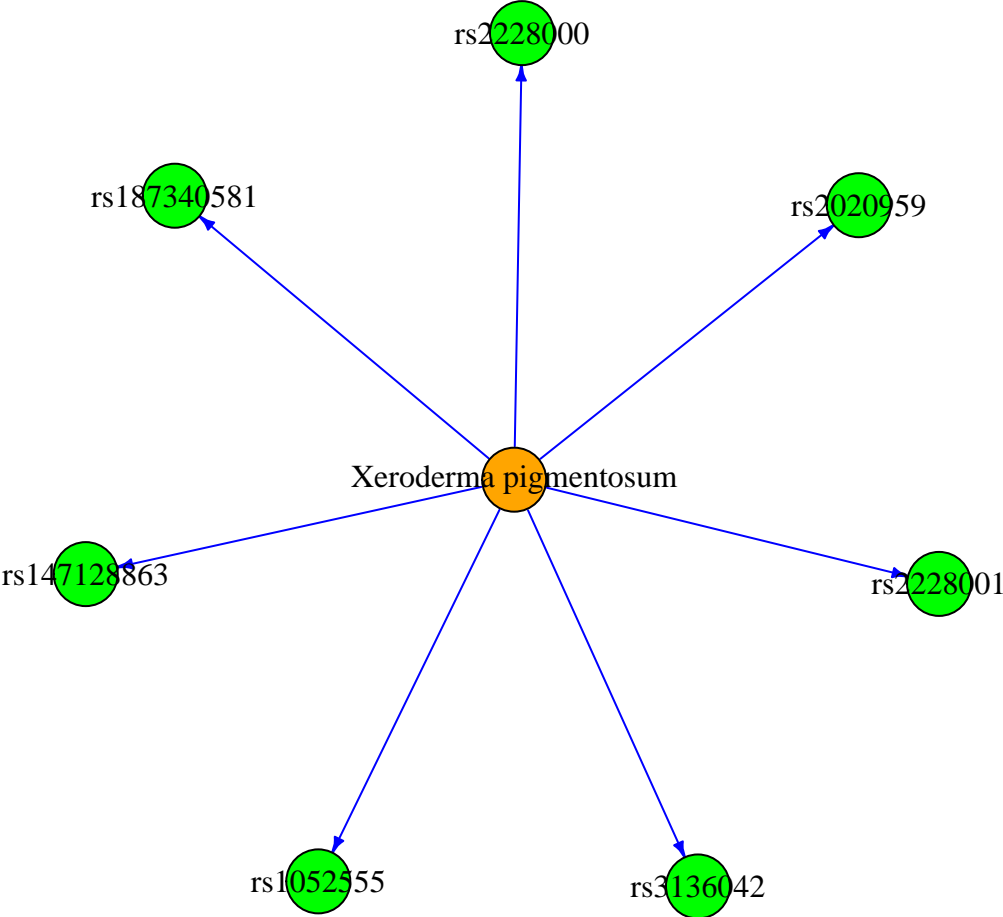 rs2228000
rs187340581
rs2020959
Xeroderma pigmentosum
rs147128863
rs2228001
rs1052555
rs3136042